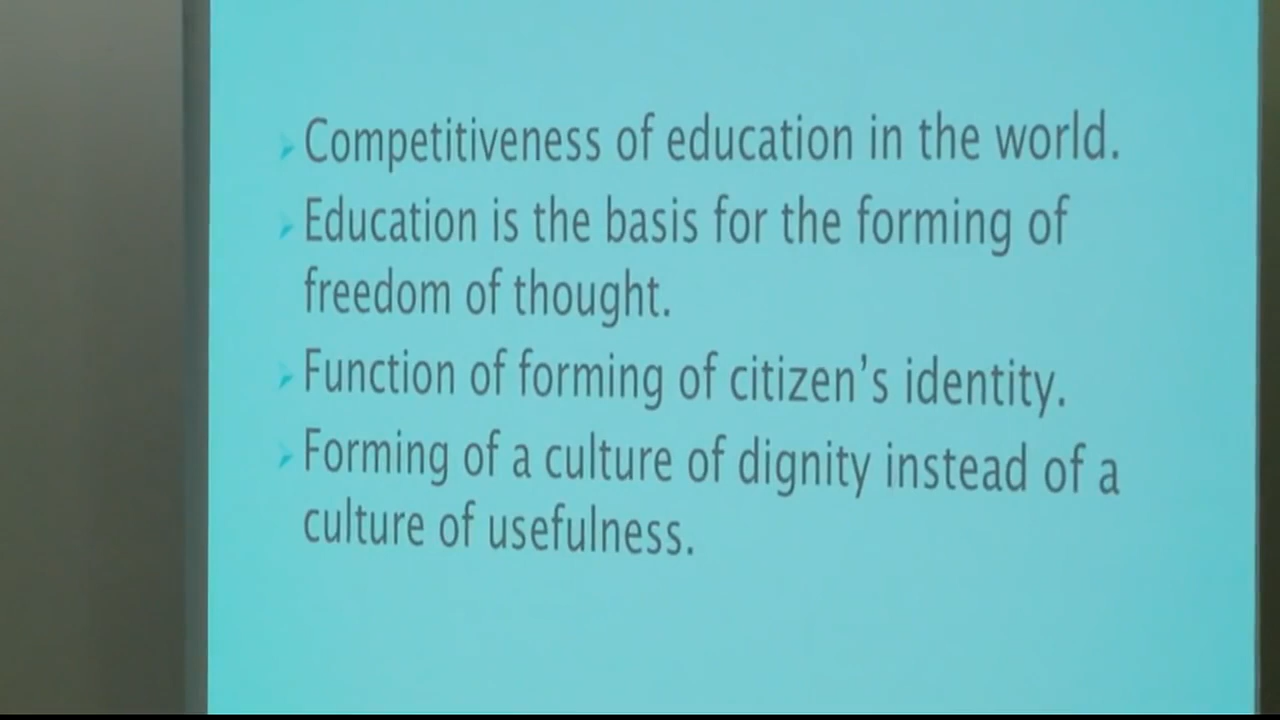 Competitiveness of education in the world.
Education is the basis for the forming of
freedom of thought.
Function of forming of citizen's identity.
Forming of a culture of dignity instead of a
culture of usefulness.